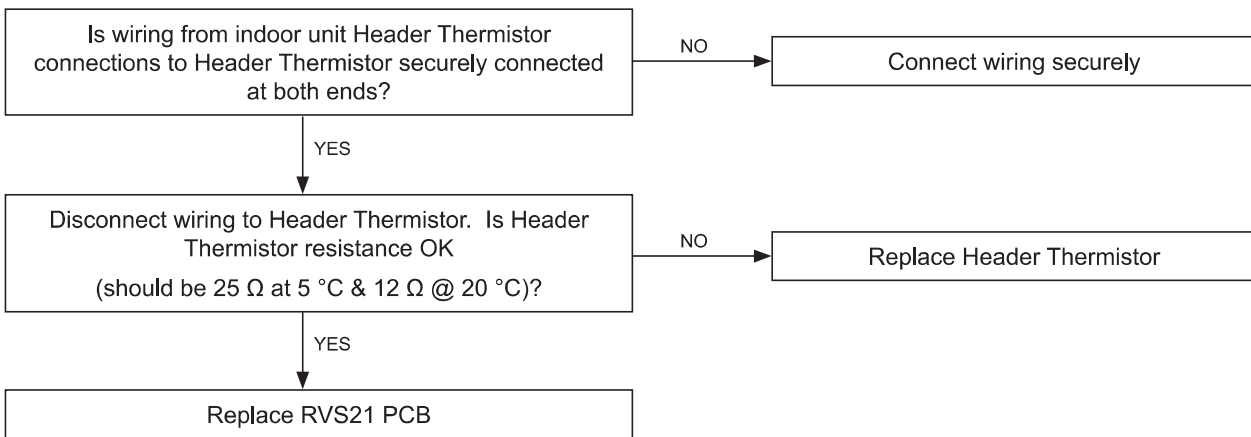 Is wiring from indoor unit Header Thermistor
connections to Header Thermistor securely connected
at both ends?
NO
Connect wiring securely
YES
Disconnect wiring to Header Thermistor.  Is Header
Thermistor resistance OK
(should be 25 Ω at 5 °C & 12 Ω @ 20 °C)?
NO
Replace Header Thermistor
YES
Replace RVS21 PCB